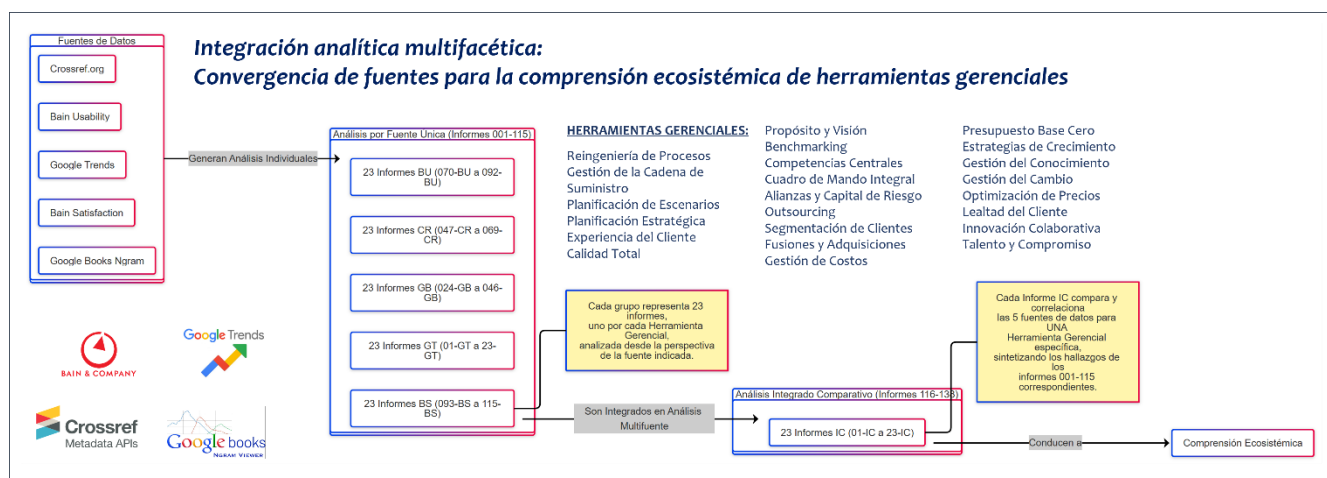 Integración analítica multifacética:
Convergencia de fuentes para la comprensión ecosistémica de herramientas gerenciales
Fuentes de Datos
Crossref.org
Bain Usability
Google Trends
Bain Satisfaction
Google Books Ngram
Generan Análisis Individuales
Análisis por Fuente Unica (Informes 001-115)
23 Informes BU (070-BU a 092-
BU)
23 Informes CR (047-CR a 069-
CR)
23 Informes GB (024-GB a 046-
GB)
23 Informes GT (01-GT a 23-
GT)
23 Informes BS (093-BS a 115-
BS)
HERRAMIENTAS GERENCIALES:
Reingeniería de Procesos
Gestión de la Cadena de
Suministro
Planificación de Escenarios
Planificación Estratégica
Experiencia del Cliente
Calidad Total
Propósito y Visión
Benchmarking
Competencias Centrales
Cuadro de Mando Integral
Alianzas y Capital de Riesgo
Outsourcing
Segmentación de Clientes
Fusiones y Adquisiciones
Gestión de Costos
Presupuesto Base Cero
Estrategias de Crecimiento
Gestión del Conocimiento
Gestión del Cambio
Optimización de Precios
Lealtad del Cliente
Innovación Colaborativa
Talento y Compromiso
Cada grupo representa 23
informes,
uno por cada Herramienta
Gerencial,
analizada desde la perspectiva
de la fuente indicada.
Cada Informe IC compara y
correlaciona
las 5 fuentes de datos para
UNA
Herramienta Gerencial
específica,
sintetizando los hallazgos de
los
informes 001-115
correspondientes.
Son Integrados en Análisis
Multifuente
Análisis Integrado Comparativo (Informes 116-138)
23 Informes IC (01-IC a 23-IC)
Conducen a
Comprensión Ecosistémica
BAIN & COMPANY
Google Trends
Crossref
Metadata APIs
Google books
NGRAM VIEWER